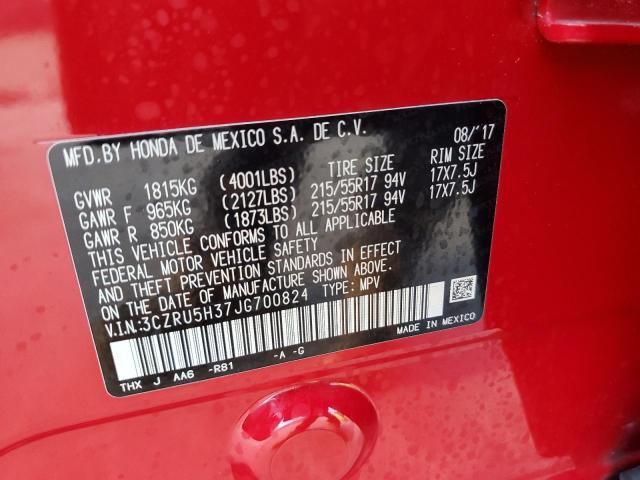 MFD. BY HONDA DE MEXICO S.A. DE C.V. 08/'17
TIRE SIZE RIM SIZE
GVWR 1815KG (4001LBS)
GAWR F 965KG (2127LBS) 215/55R17 94V 17X7.5J
GAWR R 850KG (1873LBS) 215/55R17 94V 17X7.5J
THIS VEHICLE CONFORMS TO ALL APPLICABLE
FEDERAL MOTOR VEHICLE SAFETY
AND THEFT PREVENTION STANDARDS IN EFFECT
ON THE DATE OF MANUFACTURE SHOWN ABOVE.
V.IN:3CZRU5H37JG700824 TYPE: MPV
MADE IN MEXICO
THX J AA6 -R81 -A -G